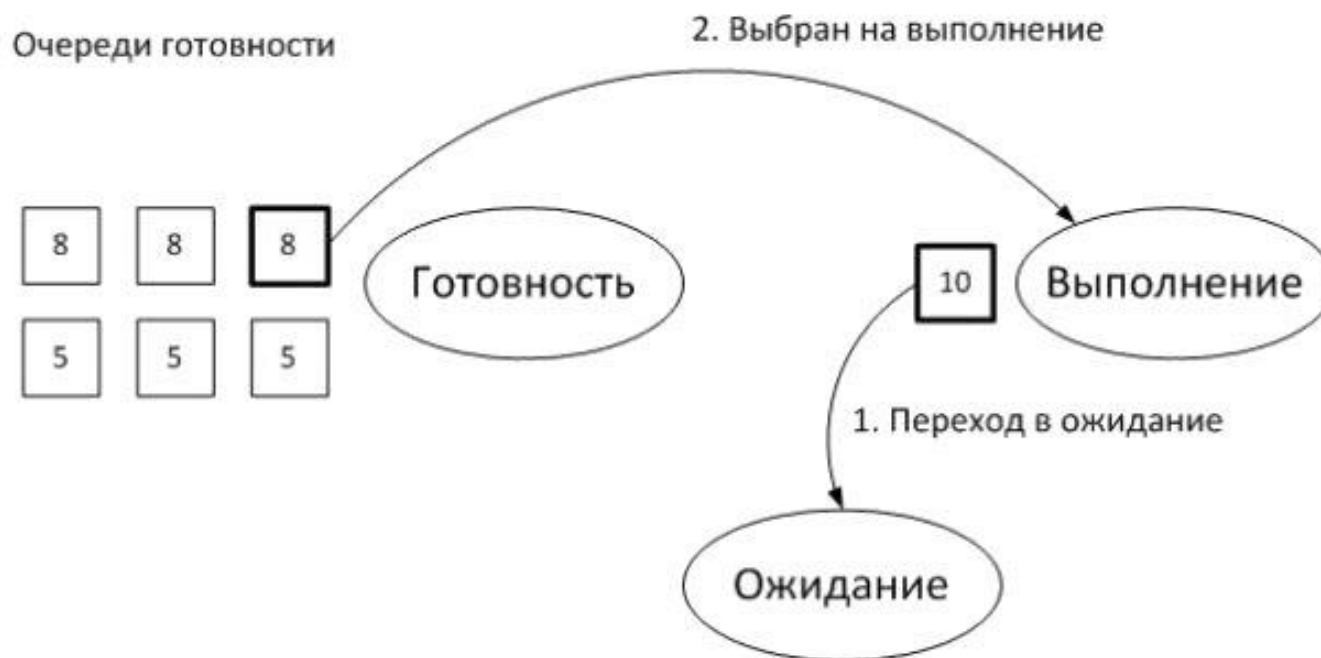 Очереди готовности
2. Выбран на выполнение
8 8 8
Готовность
10
Выполнение
5 5 5
1. Переход в ожидание
Ожидание